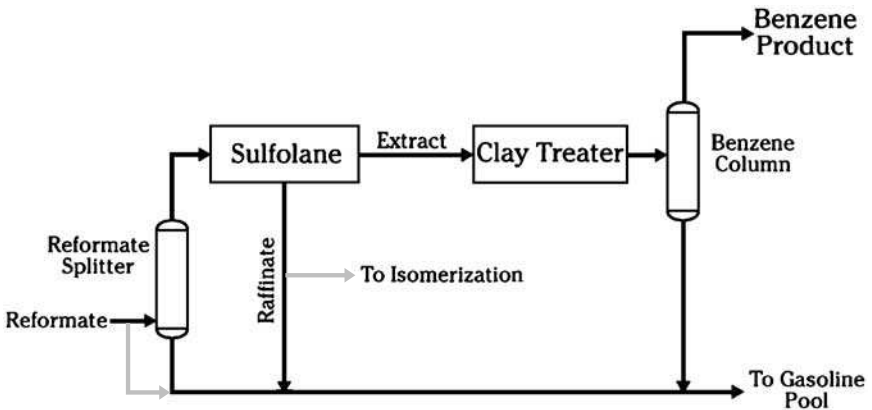 Benzene
Product
Sulfolane
Extract
Clay Treater
Benzene
Column
Reformate
Splitter
Raffinate
To Isomerization
Reformate
To Gasoline
Pool